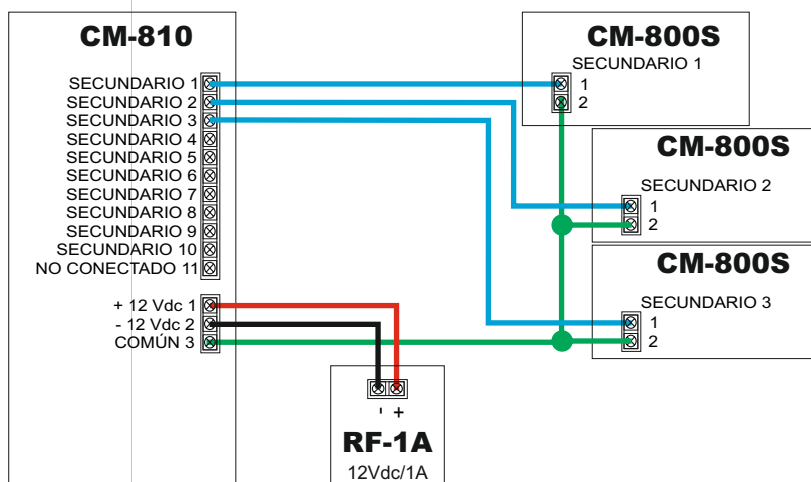 CM-810
SECUNDARIO 1
SECUNDARIO 2
SECUNDARIO 3
SECUNDARIO 4
SECUNDARIO 5
SECUNDARIO 6
SECUNDARIO 7
SECUNDARIO 8
SECUNDARIO 9
SECUNDARIO 10
NO CONECTADO 11
+ 12 Vdc 1
- 12 Vdc 2
COMÚN 3
CM-800S
SECUNDARIO 1
1
2
CM-800S
SECUNDARIO 2
1
2
CM-800S
SECUNDARIO 3
1
2
- +
RF-1A
12Vdc/1A